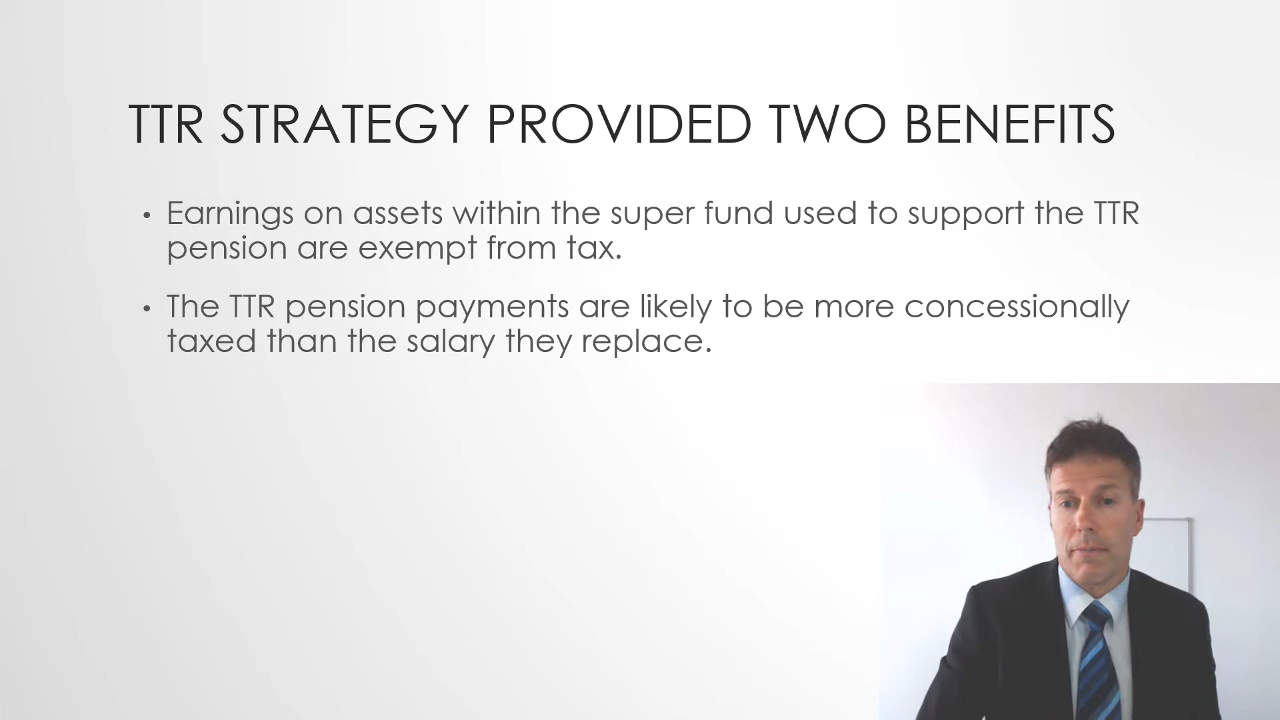 TTR STRATEGY PROVIDED TWO BENEFITS
• Earnings on assets within the super fund used to support the TTR
pension are exempt from tax.
• The TTR pension payments are likely to be more concessionally
taxed than the salary they replace.